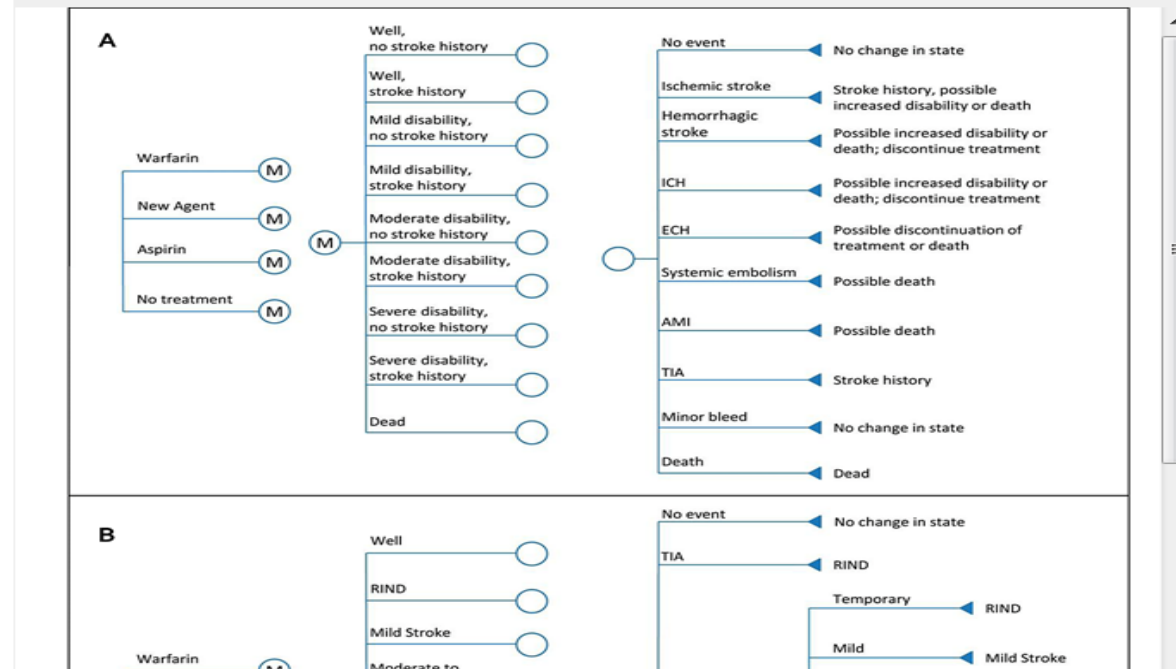 A
Warfarin
M
New Agent
M
Aspirin
M
No treatment
M
M
Well,
no stroke history
Well,
stroke history
Mild disability,
no stroke history
Mild disability,
stroke history
Moderate disability,
no stroke history
Moderate disability,
stroke history
Severe disability,
no stroke history
Severe disability,
stroke history
Dead
No event
No change in state
Ischemic stroke
Stroke history, possible
increased disability or death
Hemorrhagic
stroke
Possible increased disability or
death; discontinue treatment
ICH
Possible increased disability or
death; discontinue treatment
ECH
Possible discontinuation of
treatment or death
Systemic embolism
Possible death
AMI
Possible death
TIA
Stroke history
Minor bleed
No change in state
Death
Dead
B
Warfarin
M
Well
RIND
Mild Stroke
Moderate to
No event
No change in state
TIA
RIND
Temporary
RIND
Mild
Mild Stroke